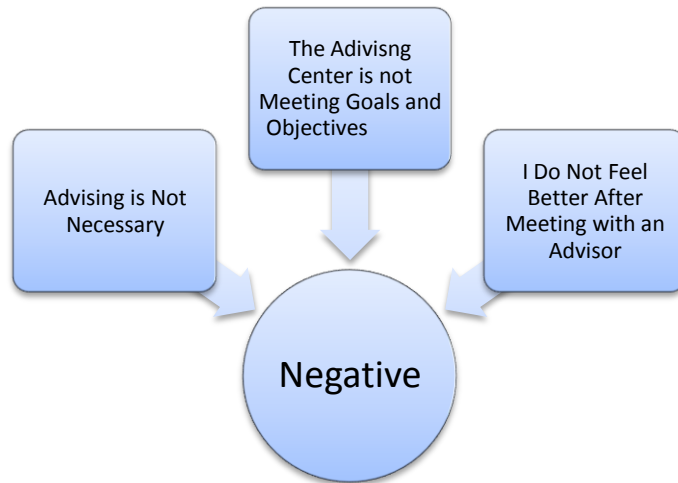 Advising is Not
Necessary
The Adivisng
Center is not
Meeting Goals and
Objectives
I Do Not Feel
Better After
Meeting with an
Advisor
Negative